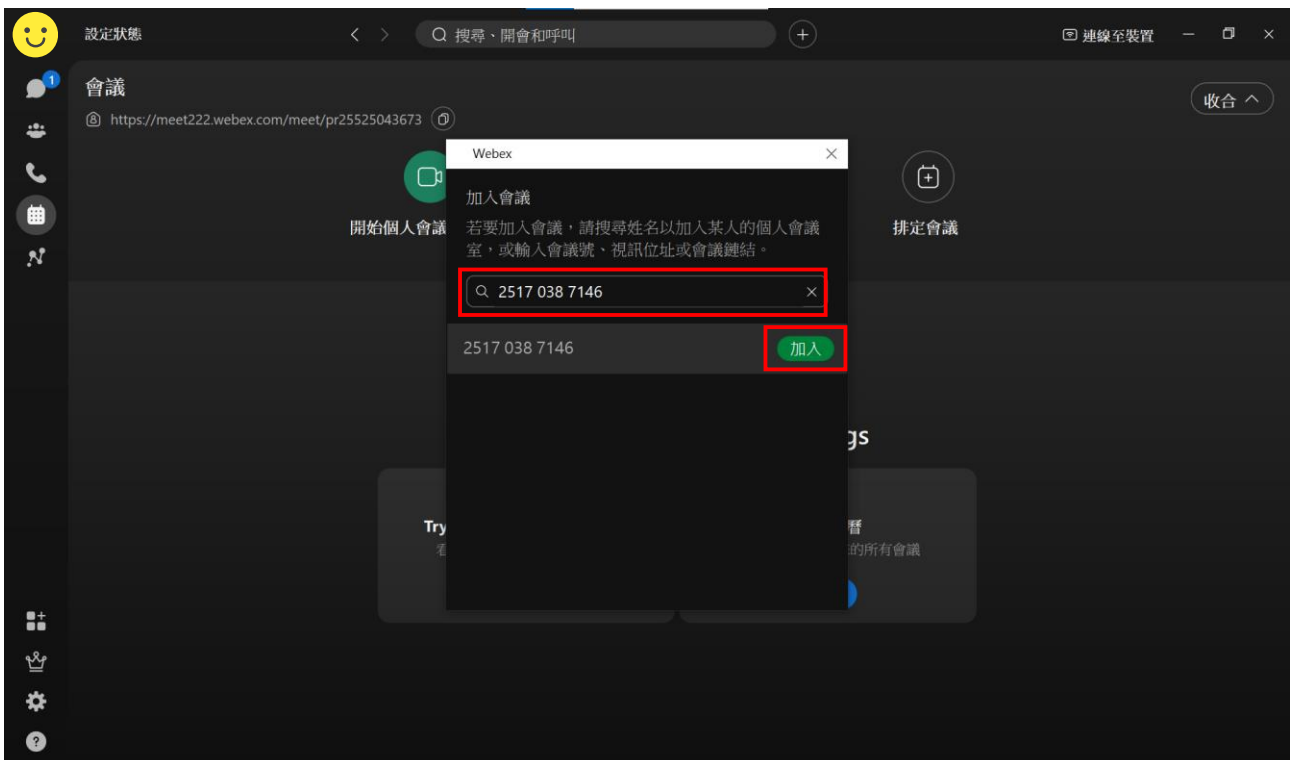 設定狀態
搜尋、開會和呼叫
連線至裝置
1
會議
https://meet222.webex.com/meet/pr25525043673
收合
Webex
加入會議
若要加入會議，請搜尋姓名以加入某人的個人會議
室，或輸入會議號、視訊位址或會議鏈結。
開始個人會議
排定會議
2517 038 7146
2517 038 7146
加入
gs
Try
看
曆
的所有會議